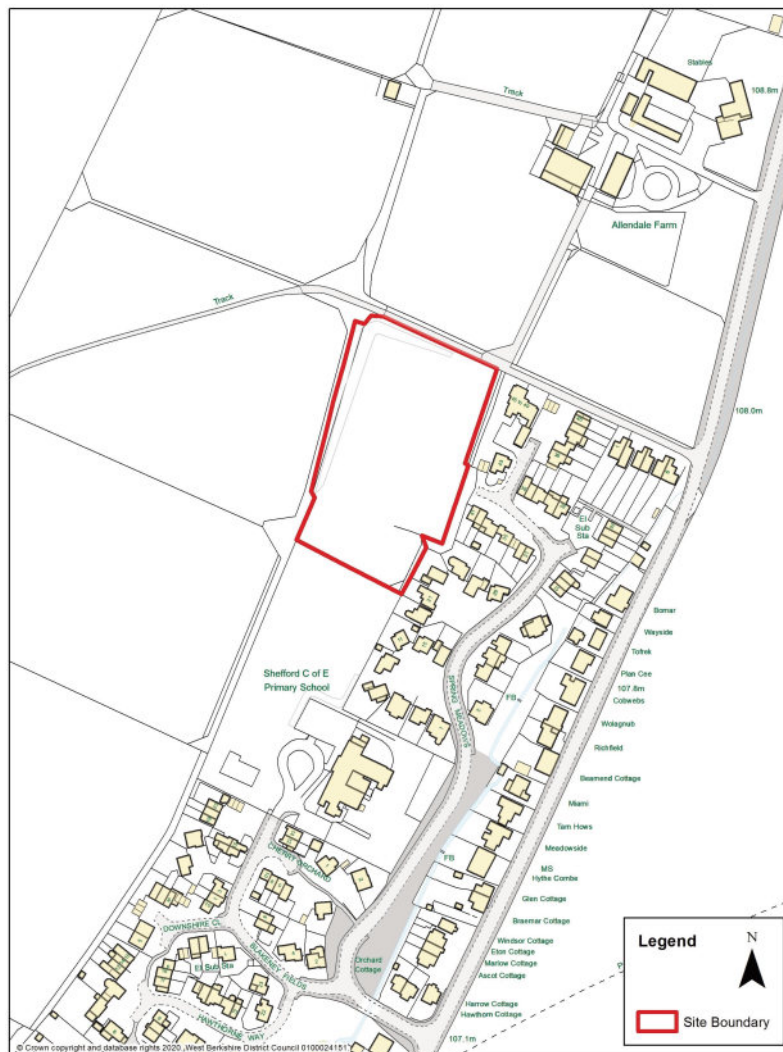 Stables
108.8m
Track
Allendale Farm
Track
108.0m
El
Sub
Sta
Bomar
Wayside
Tofrek
Plan Cee
107.8m
Cobwebs
Wolagnub
Richfield
Beamend Cottage
Miami
Tarn Hows
Meadowside
MS
Hythe Combe
Glen Cottage
Braemar Cottage
Windsor Cottage
Eton Cottage
Marlow Cottage
Ascot Cottage
Harrow Cottage
Hawthorn Cottage
107.1m
Shefford C of E
Primary School
SPRING MEADOWS
FB
FB
CHERRY ORCHARD
DOWNSHIRE CL
BLAKENEY FIELDS
El Sub Sta
HAWTHORNE WAY
Orchard
Cottage
Legend
N
Site Boundary
© Crown copyright and database rights 2020 .West Berkshire District Council 0100024151